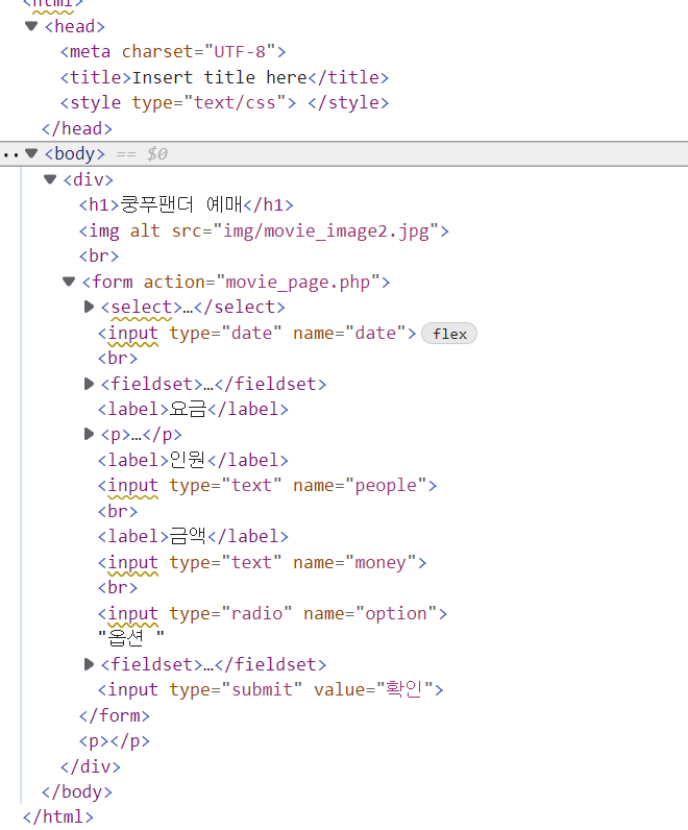 <html>
▼ <head>
<meta charset="UTF-8">
<title>Insert title here</title>
<style type="text/css"> </style>
</head>
▼ <body> == $0
▼ <div>
<h1>쿵푸팬더 예매</h1>
<img alt src="img/movie_image2.jpg">
<br>
▼ <form action="movie_page.php">
▶ <select>…</select>
<input type="date" name="date"> flex
<br>
▶ <fieldset>…</fieldset>
<label>요금</label>
▶ <p>…</p>
<label>인원</label>
<input type="text" name="people">
<br>
<label>금액</label>
<input type="text" name="money">
<br>
<input type="radio" name="option">
"옵션 "
▶ <fieldset>…</fieldset>
<input type="submit" value="확인">
</form>
<p></p>
</div>
</body>
</html>